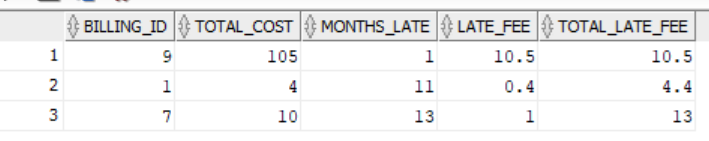 BILLING_ID TOTAL_COST MONTHS_LATE LATE_FEE TOTAL_LATE_FEE
1 9 105 1 10.5 10.5
2 1 4 11 0.4 4.4
3 7 10 13 1 13